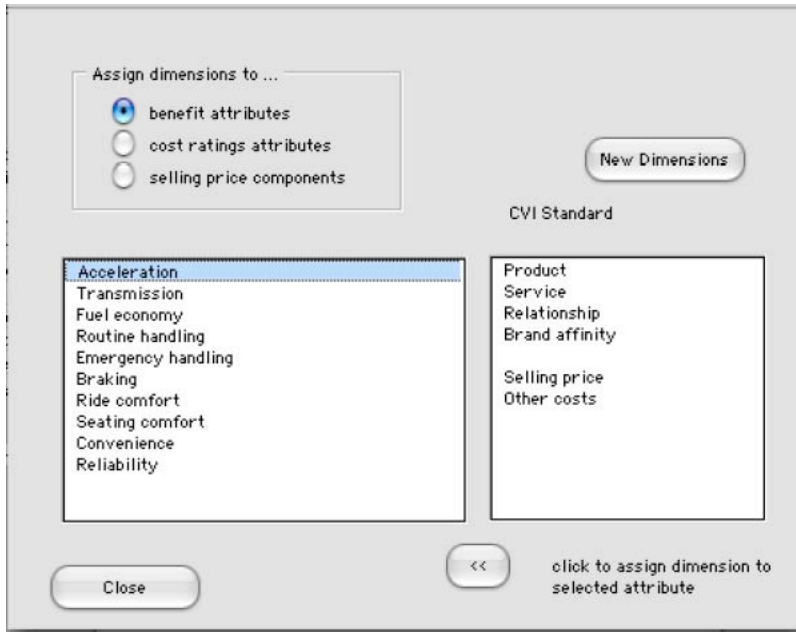 Assign dimensions to ...
benefit attributes
cost ratings attributes
selling price components
New Dimensions
CVI Standard
Acceleration
Transmission
Fuel economy
Routine handling
Emergency handling
Braking
Ride comfort
Seating comfort
Convenience
Reliability
Product
Service
Relationship
Brand affinity
Selling price
Other costs
Close
<<
click to assign dimension to
selected attribute